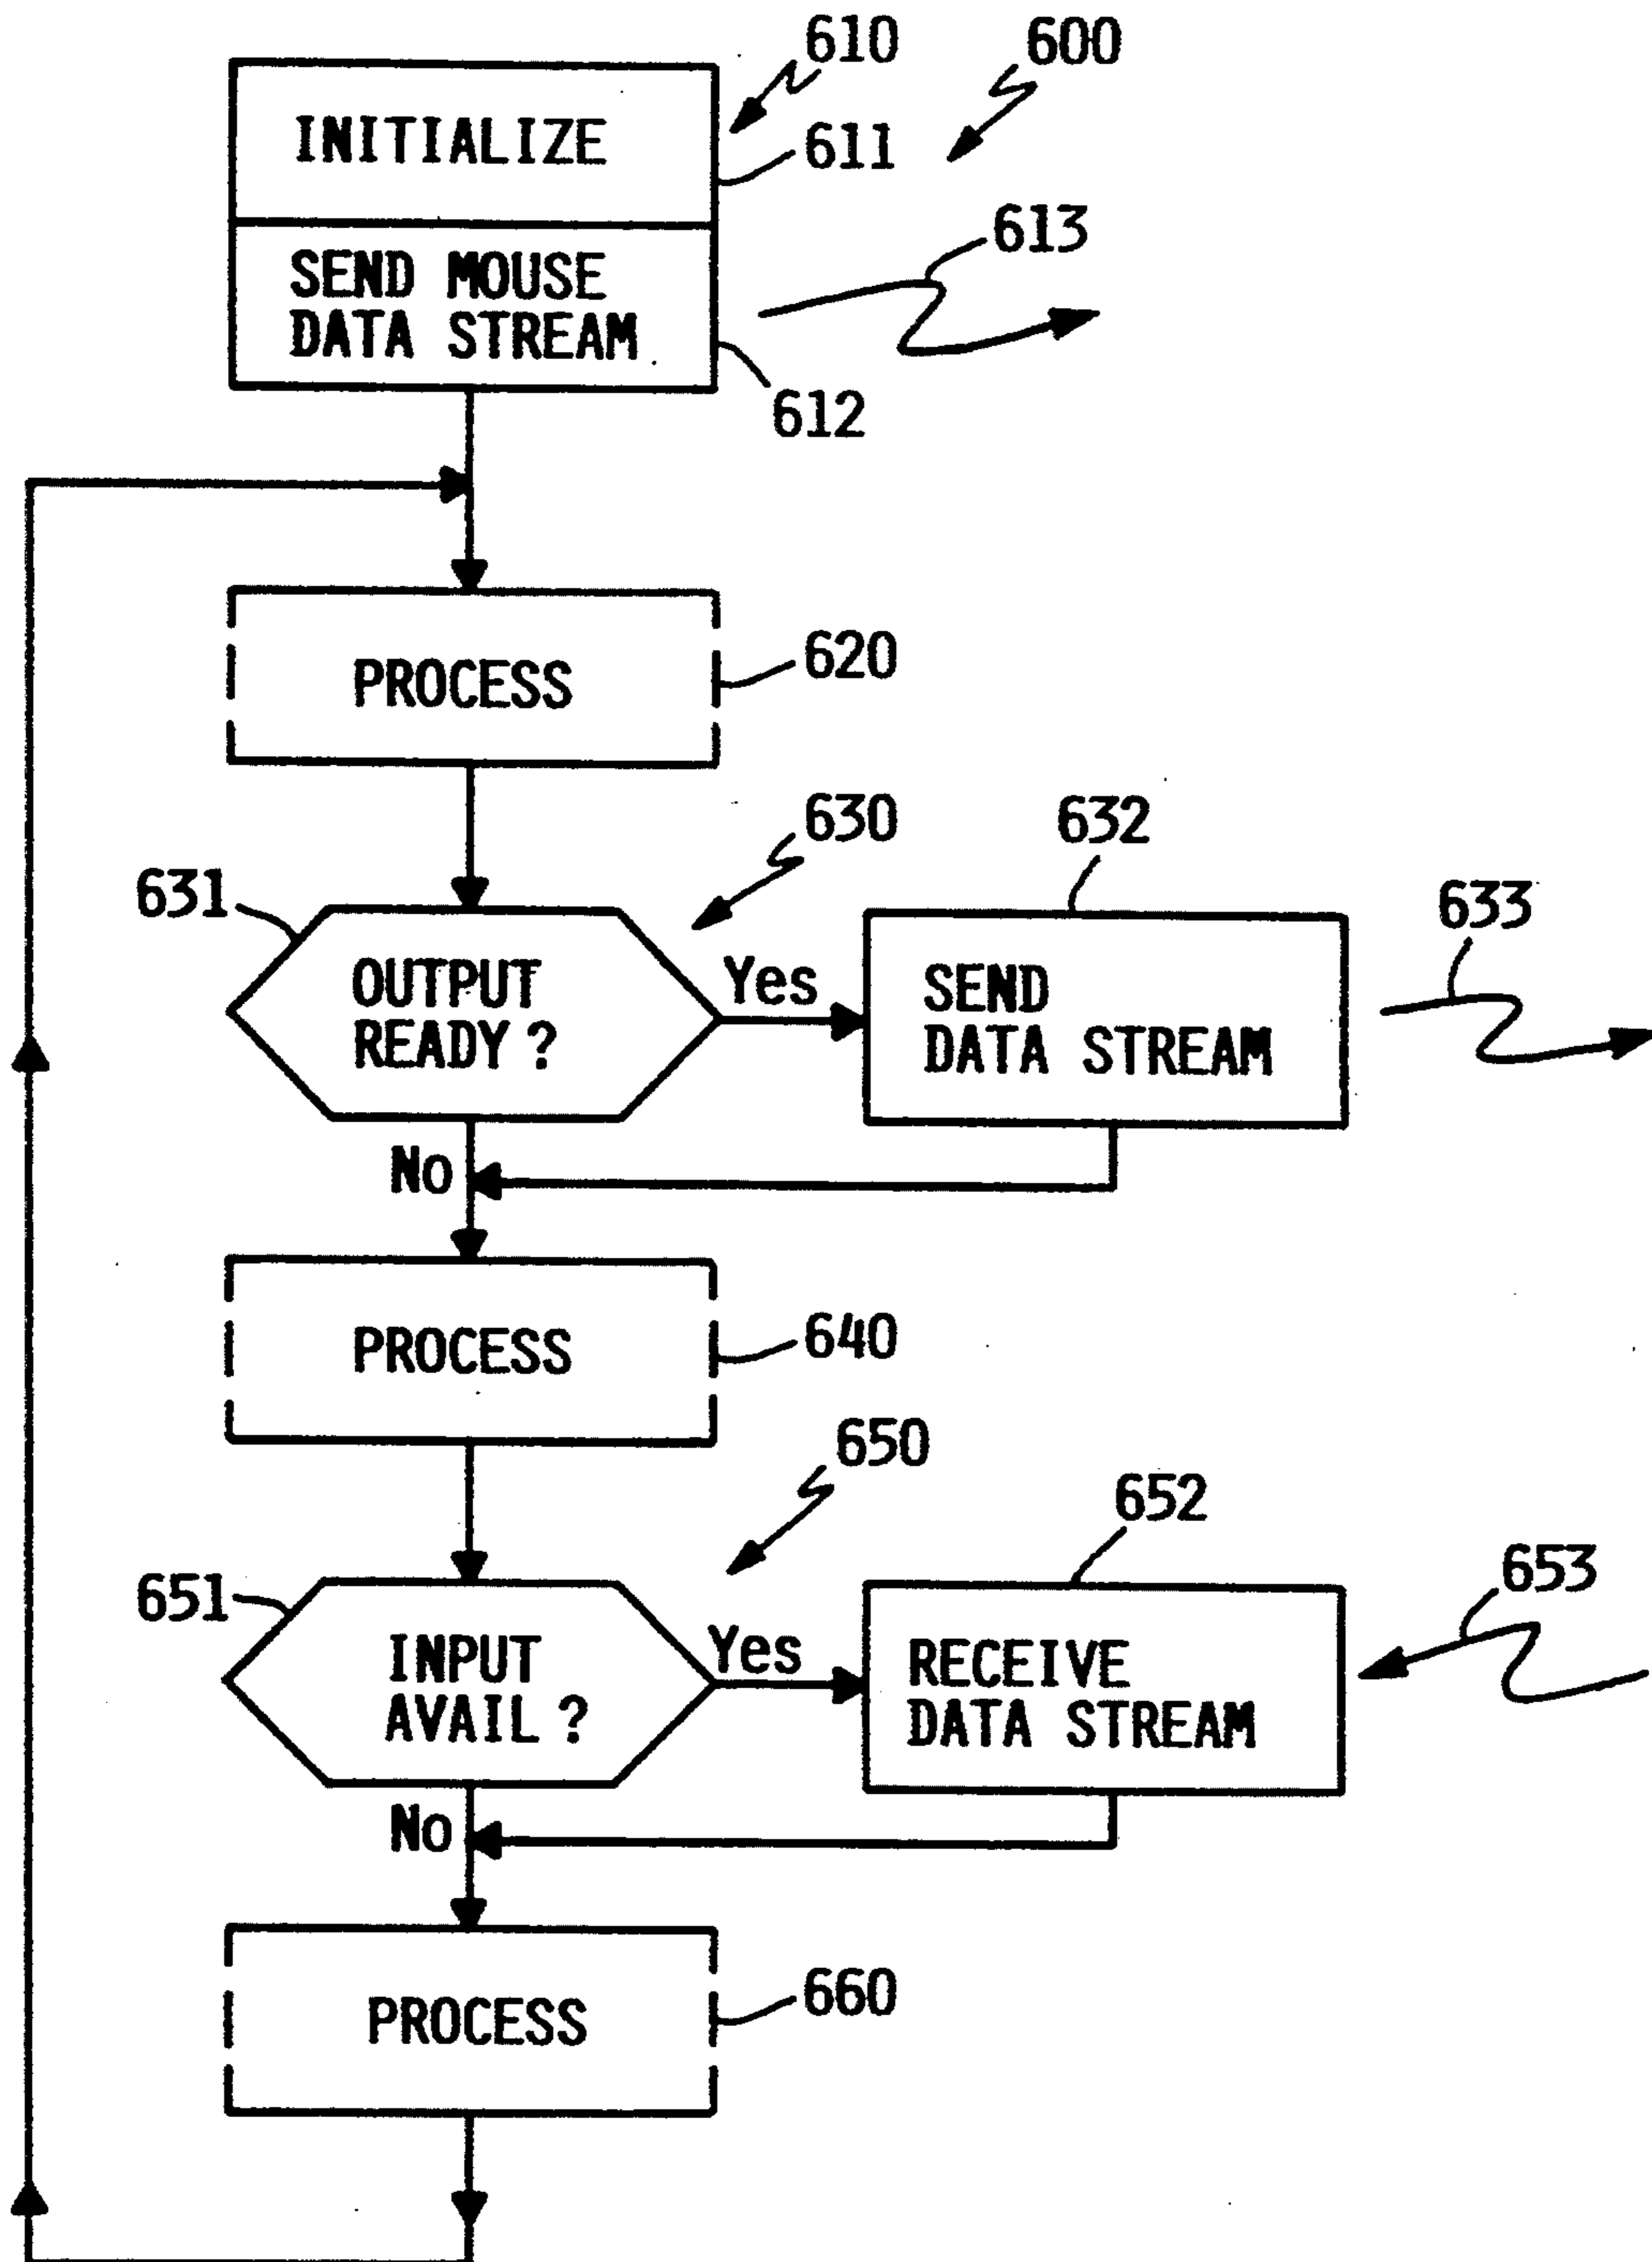 610
600
INITIALIZE
611
613
SEND MOUSE
DATA STREAM
612
PROCESS
620
630
632
631
633
OUTPUT
READY ?
Yes
SEND
DATA STREAM
No
PROCESS
640
650
652
651
653
INPUT
AVAIL ?
Yes
RECEIVE
DATA STREAM
No
PROCESS
660